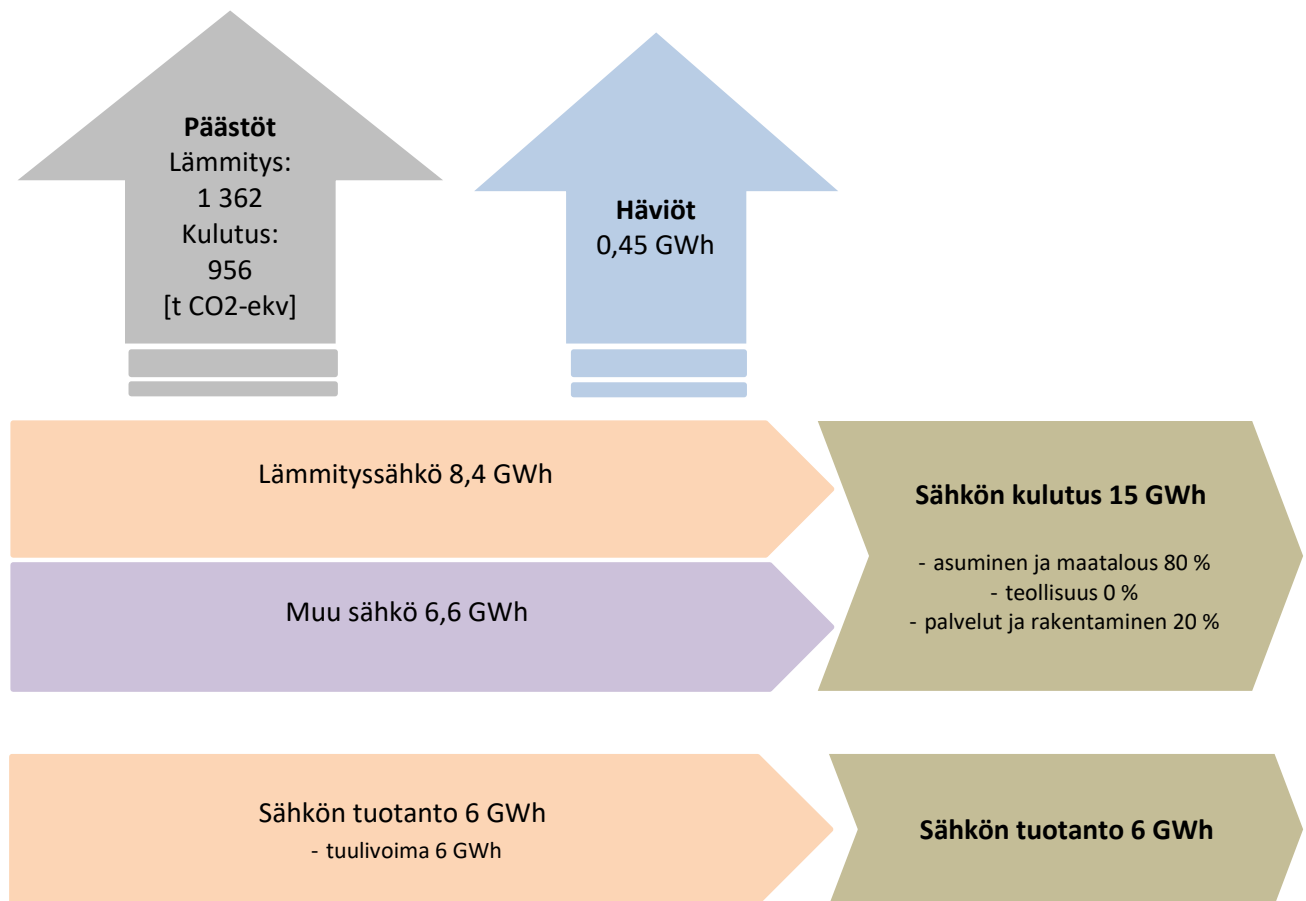 Päästöt
Lämmitys:
1 362
Kulutus:
956
[t CO2-ekv]
Häviöt
0,45 GWh
Lämmityssähkö 8,4 GWh
Muu sähkö 6,6 GWh
Sähkön kulutus 15 GWh
- asuminen ja maatalous 80 %
- teollisuus 0 %
- palvelut ja rakentaminen 20 %
Sähkön tuotanto 6 GWh
- tuulivoima 6 GWh
Sähkön tuotanto 6 GWh